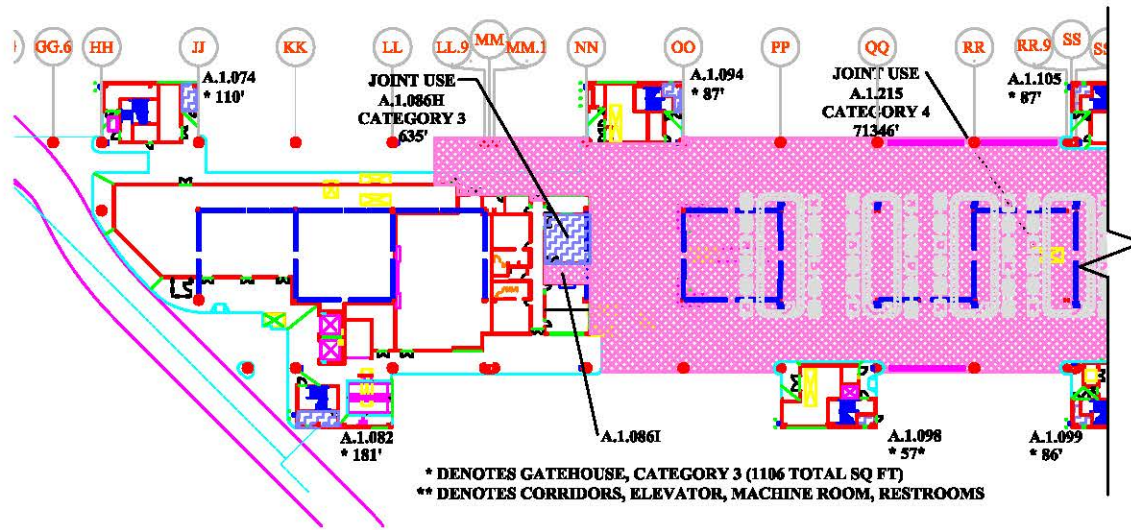 GG.6 HH JJ KK LL LL.9 MM MM.1 NN OO PP QQ RR RR.9 SS
A.1.074
* 110'
JOINT USE
A.1.086H
CATEGORY 3
635'
A.1.094
* 87'
JOINT USE
A.1.215
CATEGORY 4
71346'
A.1.105
* 87'
A.1.082
* 181'
A.1.086I
A.1.098
* 57*
A.1.099
* 86'
* DENOTES GATEHOUSE, CATEGORY 3 (1106 TOTAL SQ FT)
** DENOTES CORRIDORS, ELEVATOR, MACHINE ROOM, RESTROOMS